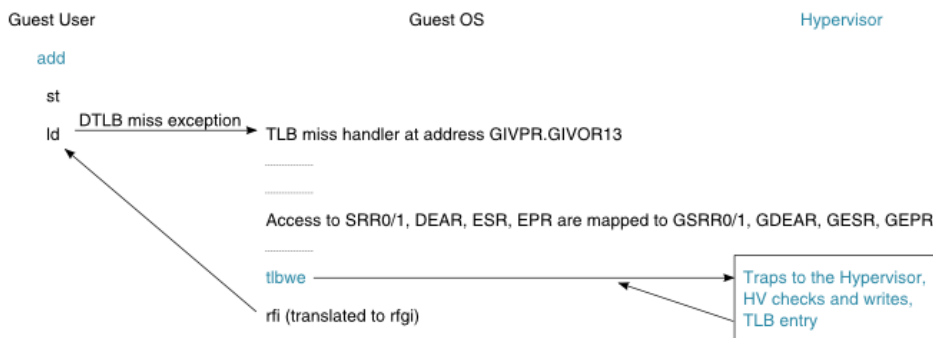 Guest User Guest OS Hypervisor
add
st
DTLB miss exception
ld TLB miss handler at address GIVPR.GIVOR13
Access to SRR0/1, DEAR, ESR, EPR are mapped to GSRR0/1, GDEAR, GESR, GEPR
tlbwe Traps to the Hypervisor,
HV checks and writes,
TLB entry
rfi (translated to rfgi)